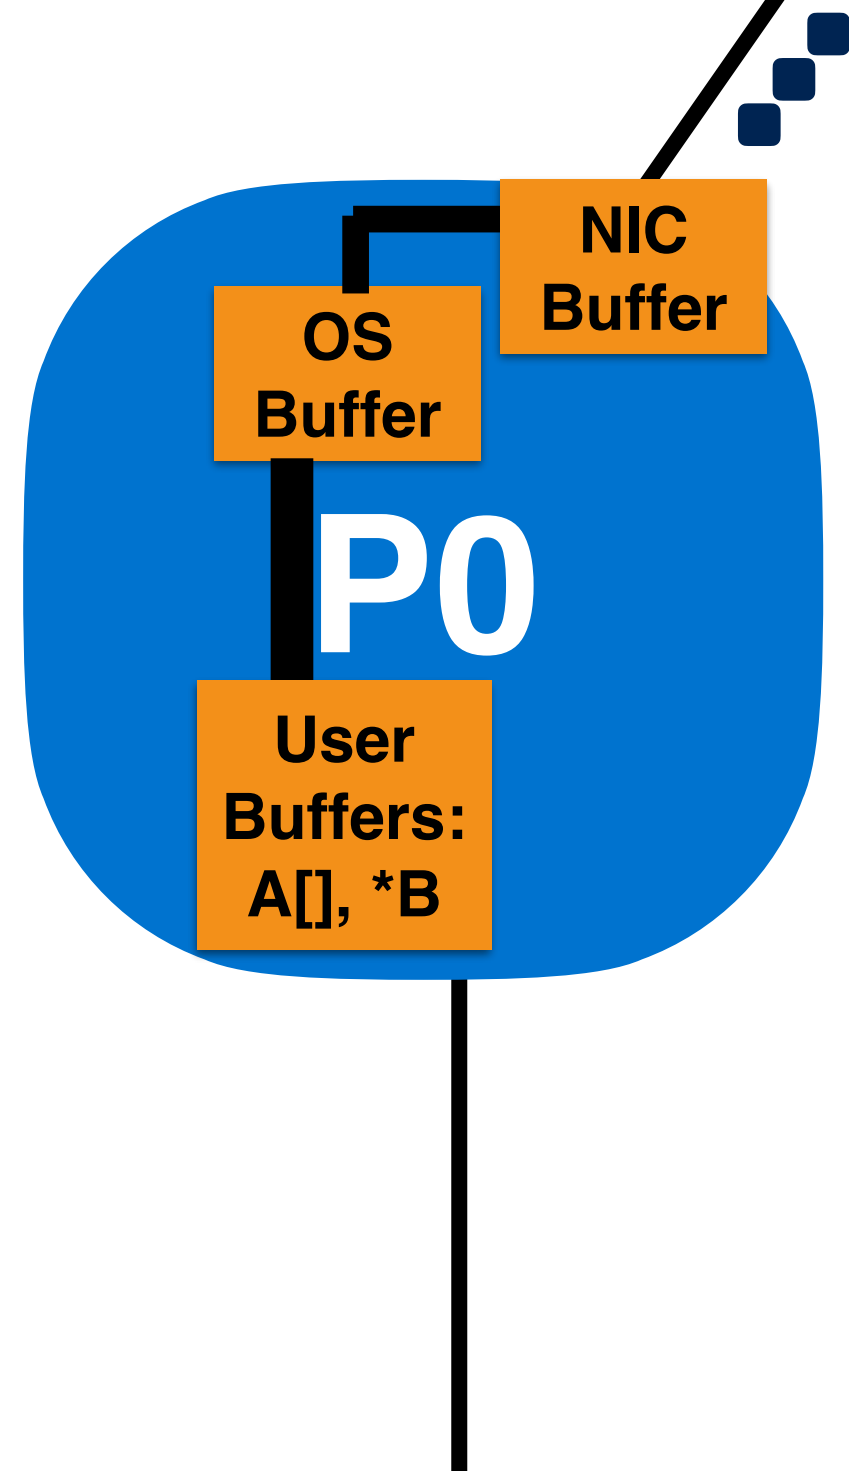 NIC
Buffer
OS
Buffer
P0
User
Buffers:
A[], *B